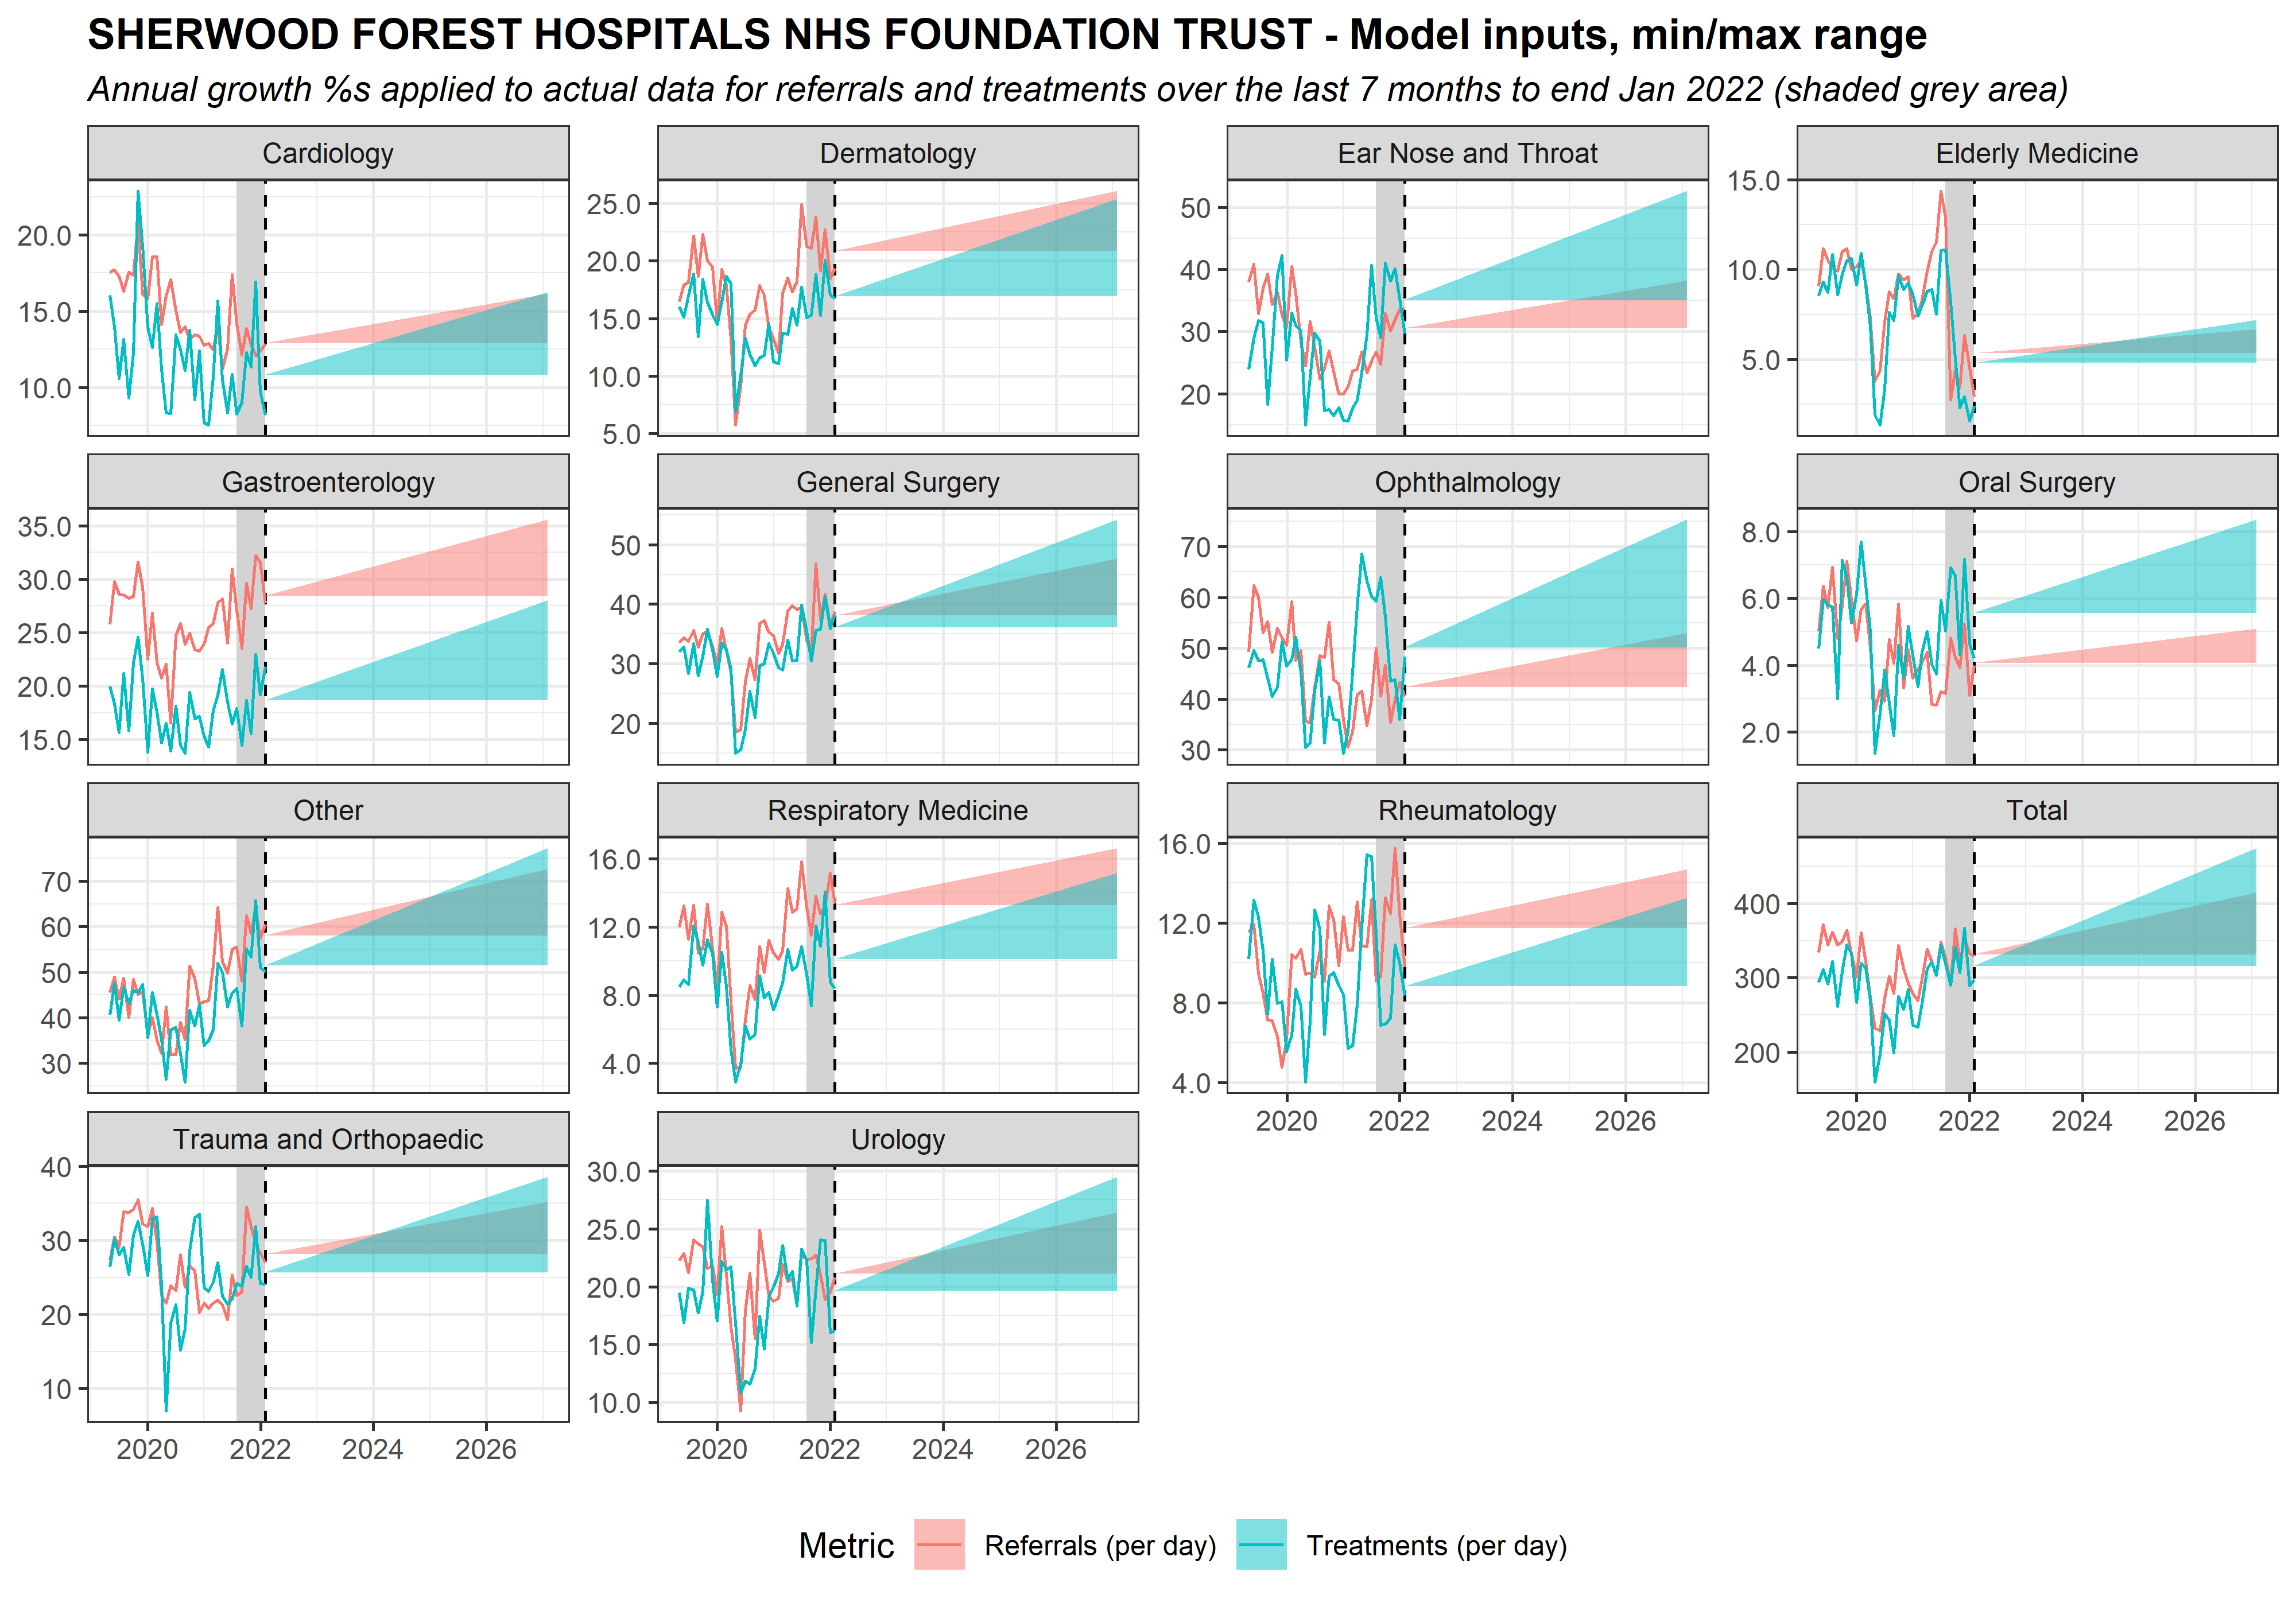 SHERWOOD FOREST HOSPITALS NHS FOUNDATION TRUST - Model inputs, min/max range
Annual growth %s applied to actual data for referrals and treatments over the last 7 months to end Jan 2022 (shaded grey area)
Cardiology
20.0
15.0
10.0
Dermatology
25.0
20.0
15.0
10.0
5.0
Ear Nose and Throat
50
40
30
20
Elderly Medicine
15.0
10.0
5.0
Gastroenterology
35.0
30.0
25.0
20.0
15.0
General Surgery
50
40
30
20
Ophthalmology
70
60
50
40
30
Oral Surgery
8.0
6.0
4.0
2.0
Other
70
60
50
40
30
Respiratory Medicine
16.0
12.0
8.0
4.0
Rheumatology
16.0
12.0
8.0
4.0
2020 2022 2024 2026
Total
400
300
200
2020 2022 2024 2026
Trauma and Orthopaedic
40
30
20
10
2020 2022 2024 2026
Urology
30.0
25.0
20.0
15.0
10.0
2020 2022 2024 2026
Metric Referrals (per day) Treatments (per day)